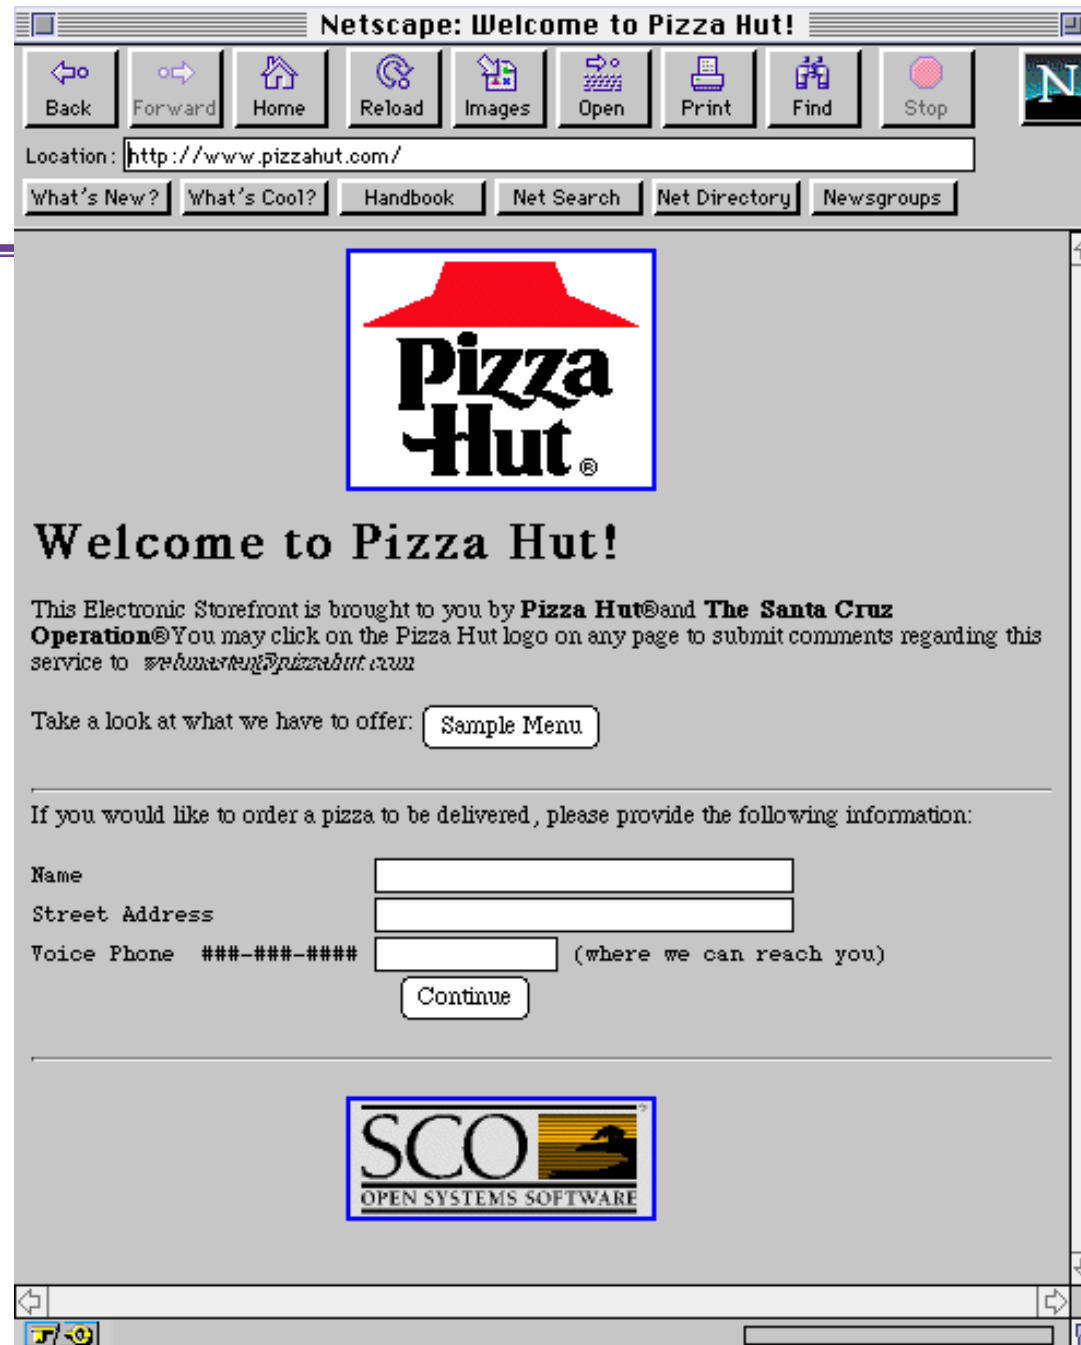 Netscape: Welcome to Pizza Hut!
Back Forward Home Reload Images Open Print Find Stop N
Location: http://www.pizzahut.com/
What's New? What's Cool? Handbook Net Search Net Directory Newsgroups
Pizza
Hut®
Welcome to Pizza Hut!
This Electronic Storefront is brought to you by Pizza Hut®and The Santa Cruz
Operation®You may click on the Pizza Hut logo on any page to submit comments regarding this
service to webmaster@pizzahut.com
Take a look at what we have to offer: Sample Menu
If you would like to order a pizza to be delivered, please provide the following information:
Name
Street Address
Voice Phone ###-###-#### (where we can reach you)
Continue
SCO
OPEN SYSTEMS SOFTWARE